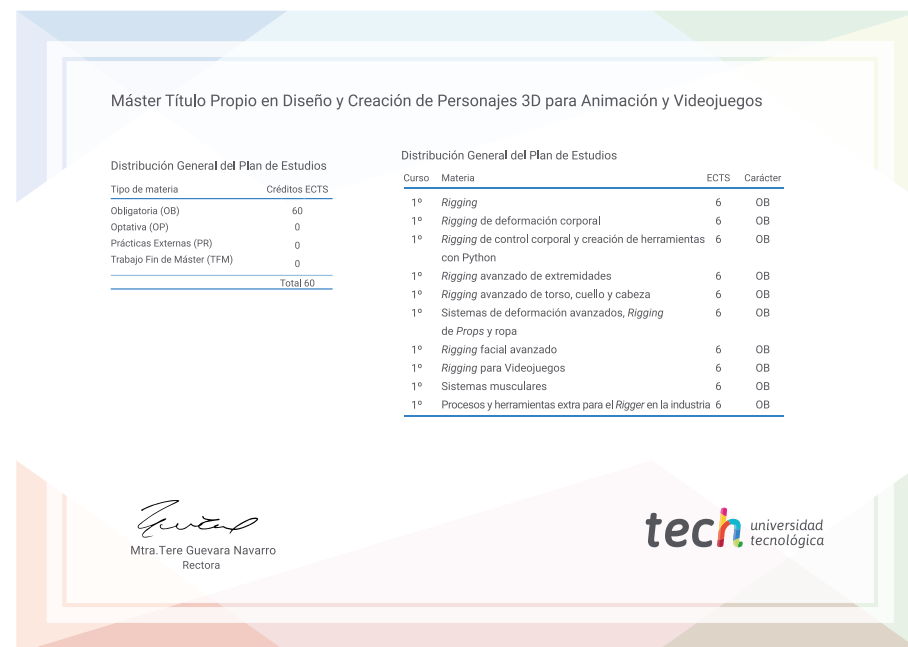 Máster Título Propio en Diseño y Creación de Personajes 3D para Animación y Videojuegos
Distribución General del Plan de Estudios
Tipo de materia Créditos ECTS
Obligatoria (OB) 60
Optativa (OP) 0
Prácticas Externas (PR) 0
Trabajo Fin de Máster (TFM) 0
Total 60
Distribución General del Plan de Estudios
Curso Materia ECTS Carácter
1º Rigging 6 OB
1º Rigging de deformación corporal 6 OB
1º Rigging de control corporal y creación de herramientas 6 OB
con Python
1º Rigging avanzado de extremidades 6 OB
1º Rigging avanzado de torso, cuello y cabeza 6 OB
1º Sistemas de deformación avanzados, Rigging 6 OB
de Props y ropa
1º Rigging facial avanzado 6 OB
1º Rigging para Videojuegos 6 OB
1º Sistemas musculares 6 OB
1º Procesos y herramientas extra para el Rigger en la industria 6 OB
Mtra.Tere Guevara Navarro
Rectora
tech universidad
tecnológica